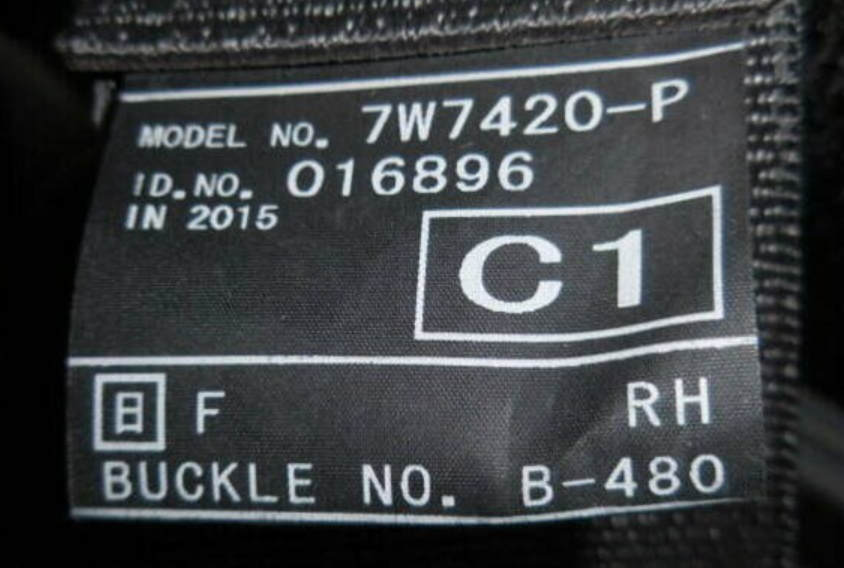 MODEL NO. 7W7420-P
ID.NO. 016896
IN 2015
C1
日 F RH
BUCKLE NO. B-480